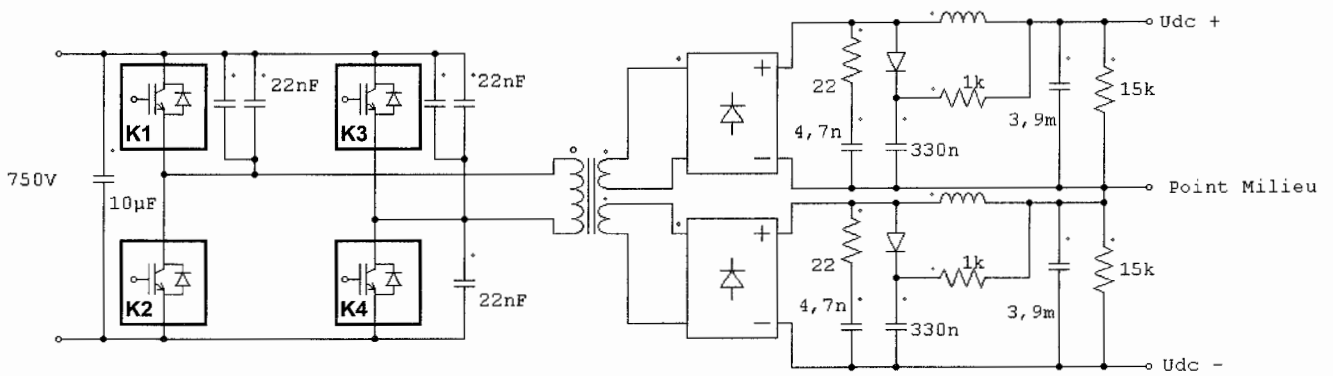 Udc +
22nF
22nF
K1
K3
22
1k
15k
4,7n
3,9m
330n
750V
10µF
Point Milieu
K2
K4
22nF
22
1k
15k
4,7n
3,9m
330n
Udc -